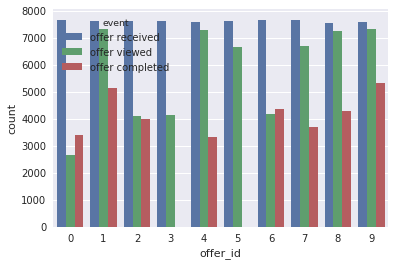 event
offer received
offer viewed
offer completed
8000
7000
6000
5000
4000
3000
2000
1000
0
count
0 1 2 3 4 5 6 7 8 9
offer_id